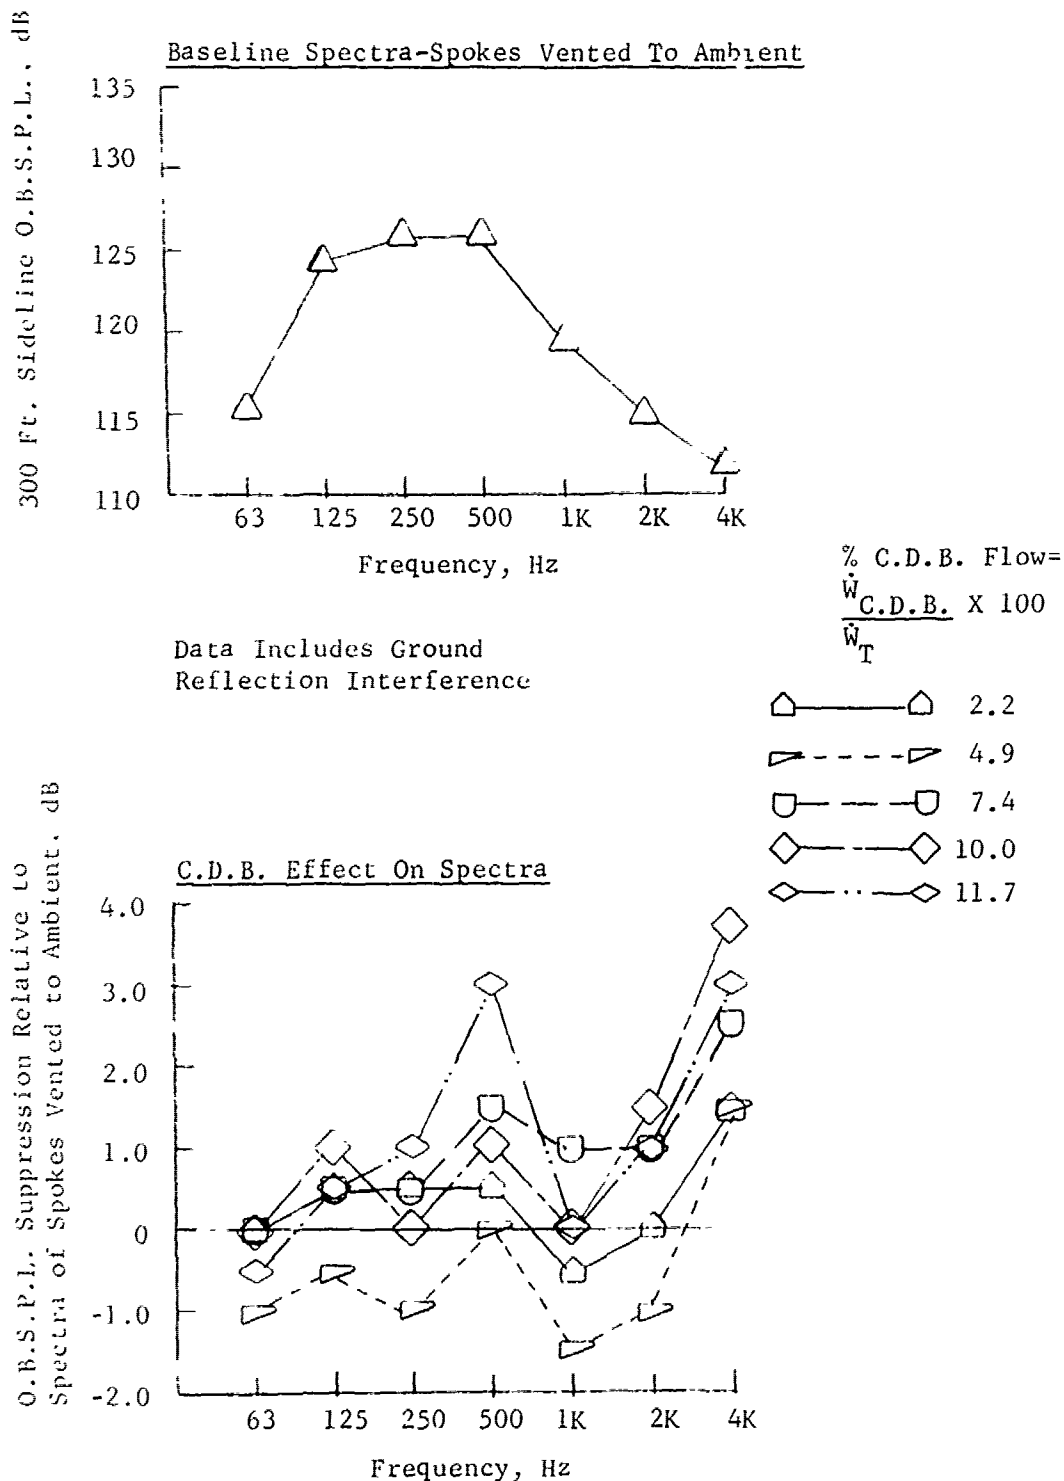 Baseline Spectra-Spokes Vented To Ambient
300 Ft. Sideline O.B.S.P.L., dB
135
130
125
120
115
110
63 125 250 500 1K 2K 4K
Frequency, Hz
Data Includes Ground
Reflection Interference
% C.D.B. Flow=
Ẇ C.D.B. X 100
Ẇ T
2.2
4.9
7.4
10.0
11.7
C.D.B. Effect On Spectra
O.B.S.P.L. Suppression Relative to
Spectra of Spokes Vented to Ambient, dB
4.0
3.0
2.0
1.0
0
-1.0
-2.0
63 125 250 500 1K 2K 4K
Frequency, Hz